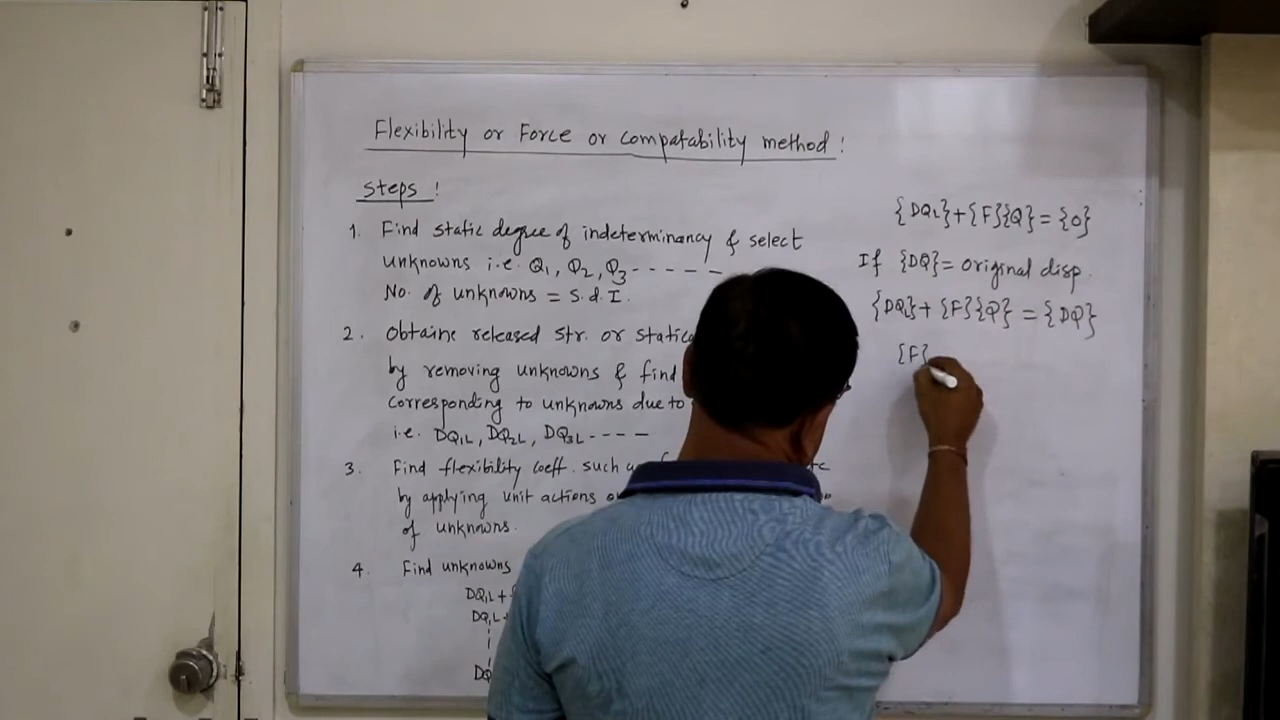 Flexibility or Force or compatability method :
Steps :
1. Find static degree of indeterminancy & select
unknowns i.e. Q1, Q2, Q3 - - - - - -
No. of unknowns = S.d.I.
2. Obtaine released str. or
by removing unknowns & find
corresponding to unknowns due to
i.e. DQ1L, DQ2L, DQ3L - - - -
3. Find flexibility coeff. such
by applying unit actions
of unknowns.
4. Find unknowns
DQ1L +
DQ1L
DQ
{DQL} + {F}{Q} = {0}
If {DQ} = original disp.
{DQL} + {F}{Q} = {DQ}
{F}